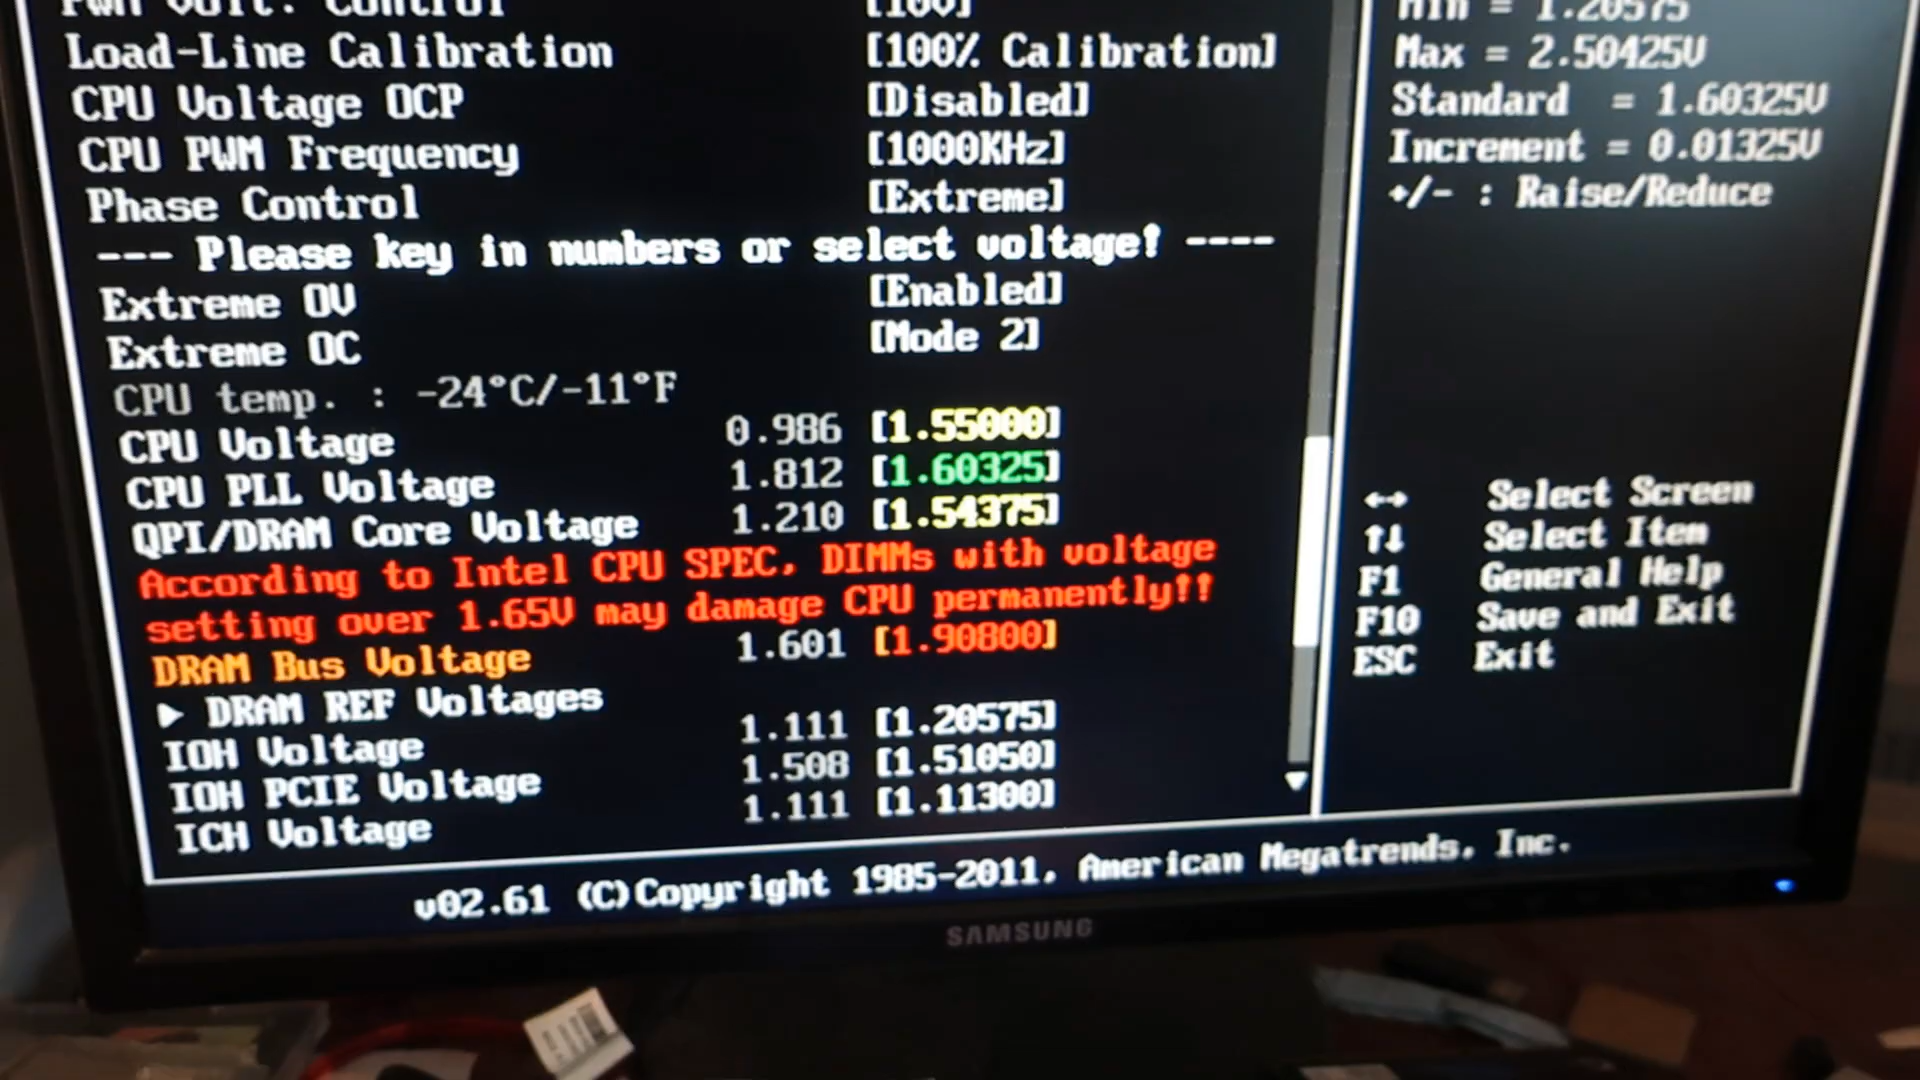 PWM Volt. Control [10V]
Load-Line Calibration [100% Calibration]
CPU Voltage OCP [Disabled]
CPU PWM Frequency [1000KHz]
Phase Control [Extreme]
--- Please key in numbers or select voltage! ----
Extreme OV [Enabled]
Extreme OC [Mode 2]
CPU temp. : -24°C/-11°F
CPU Voltage 0.986 [1.55000]
CPU PLL Voltage 1.812 [1.60325]
QPI/DRAM Core Voltage 1.210 [1.54375]
According to Intel CPU SPEC, DIMMs with voltage
setting over 1.65V may damage CPU permanently!!
DRAM Bus Voltage 1.601 [1.90800]
▶ DRAM REF Voltages
IOH Voltage 1.111 [1.20575]
IOH PCIE Voltage 1.508 [1.51050]
ICH Voltage 1.111 [1.11300]
Min = 1.20575
Max = 2.50425V
Standard = 1.60325V
Increment = 0.01325V
+/- : Raise/Reduce
↔ Select Screen
↑↓ Select Item
F1 General Help
F10 Save and Exit
ESC Exit
v02.61 (C)Copyright 1985-2011, American Megatrends, Inc.
SAMSUNG